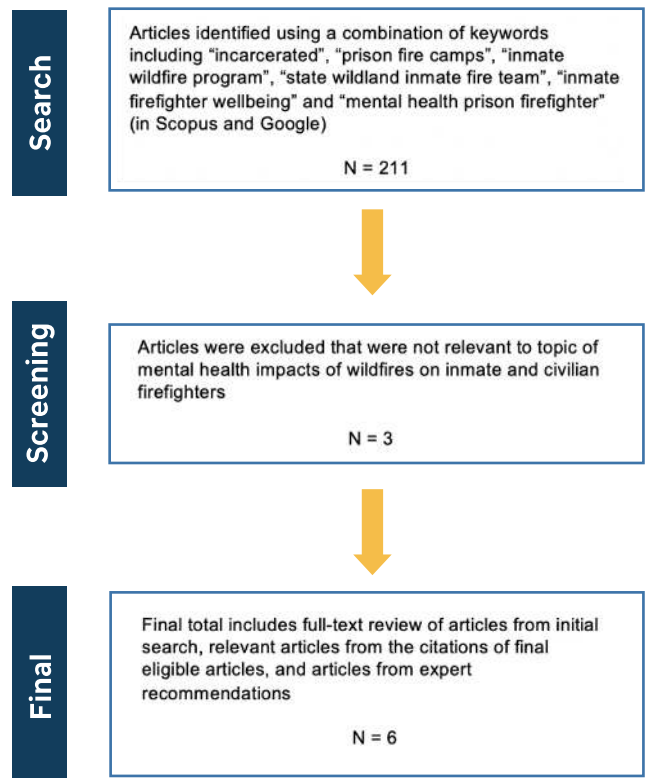 Search
Articles identified using a combination of keywords
including “incarcerated”, “prison fire camps”, “inmate
wildfire program”, “state wildland inmate fire team”, “inmate
firefighter wellbeing” and “mental health prison firefighter”
(in Scopus and Google)
N = 211
Screening
Articles were excluded that were not relevant to topic of
mental health impacts of wildfires on inmate and civilian
firefighters
N = 3
Final
Final total includes full-text review of articles from initial
search, relevant articles from the citations of final
eligible articles, and articles from expert
recommendations
N = 6